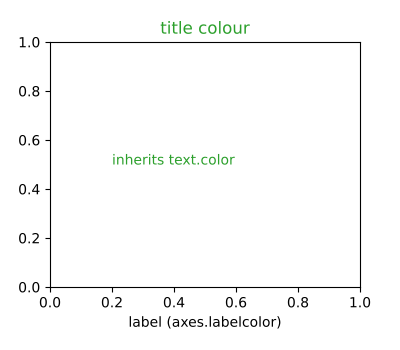 title colour
1.0
0.8
0.6
inherits text.color
0.4
0.2
0.0
0.0 0.2 0.4 0.6 0.8 1.0
label (axes.labelcolor)